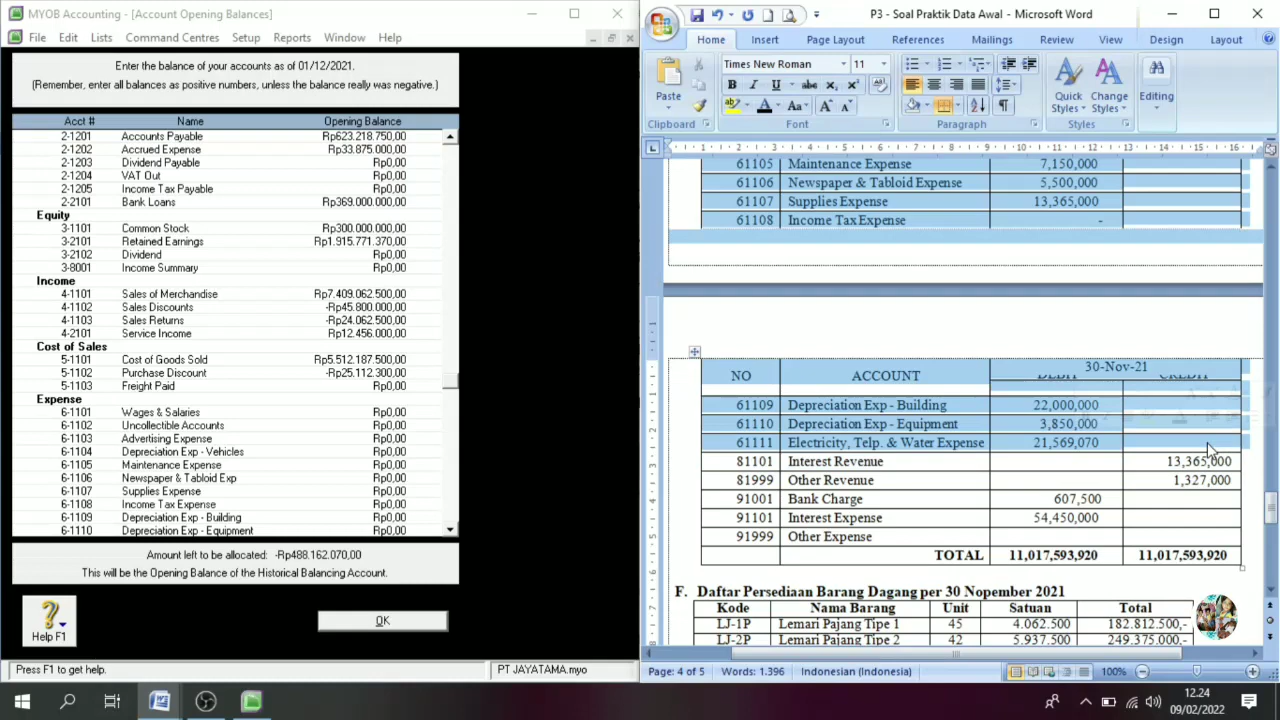 MYOB Accounting - [Account Opening Balances]
File Edit Lists Command Centres Setup Reports Window Help
Enter the balance of your accounts as of 01/12/2021.
(Remember, enter all balances as positive numbers, unless the balance really was negative.)
Acct # Name Opening Balance
2-1201 Accounts Payable Rp623.218.750,00
2-1202 Accrued Expense Rp33.875.000,00
2-1203 Dividend Payable Rp0,00
2-1204 VAT Out Rp0,00
2-1205 Income Tax Payable Rp0,00
2-2101 Bank Loans Rp369.000.000,00
Equity
3-1101 Common Stock Rp300.000.000,00
3-2101 Retained Earnings Rp1.915.771.370,00
3-2102 Dividend Rp0,00
3-8001 Income Summary Rp0,00
Income
4-1101 Sales of Merchandise Rp7.409.062.500,00
4-1102 Sales Discounts -Rp45.800.000,00
4-1103 Sales Returns -Rp24.062.500,00
4-2101 Service Income Rp12.456.000,00
Cost of Sales
5-1101 Cost of Goods Sold Rp5.512.187.500,00
5-1102 Purchase Discount -Rp25.112.300,00
5-1103 Freight Paid Rp0,00
Expense
6-1101 Wages & Salaries Rp0,00
6-1102 Uncollectible Accounts Rp0,00
6-1103 Advertising Expense Rp0,00
6-1104 Depreciation Exp - Vehicles Rp0,00
6-1105 Maintenance Expense Rp0,00
6-1106 Newspaper & Tabloid Exp Rp0,00
6-1107 Supplies Expense Rp0,00
6-1108 Income Tax Expense Rp0,00
6-1109 Depreciation Exp - Building Rp0,00
6-1110 Depreciation Exp - Equipment Rp0,00
Amount left to be allocated: -Rp488.162.070,00
This will be the Opening Balance of the Historical Balancing Account.
Help F1
OK
Press F1 to get help. PT JAYATAMA.myo
P3 - Soal Praktik Data Awal - Microsoft Word
Home Insert Page Layout References Mailings Review View Design Layout
Times New Roman 11
Paste
Quick Styles
Change Styles
Editing
Clipboard Font Paragraph Styles
1 2 3 4 5 6 7 8 9 10 11 12 13 14 15 16
61105 Maintenance Expense 7,150,000
61106 Newspaper & Tabloid Expense 5,500,000
61107 Supplies Expense 13,365,000
61108 Income Tax Expense -
NO ACCOUNT 30-Nov-21
DEBIT CREDIT
61109 Depreciation Exp - Building 22,000,000
61110 Depreciation Exp - Equipment 3,850,000
61111 Electricity, Telp. & Water Expense 21,569,070
81101 Interest Revenue 13,365,000
81999 Other Revenue 1,327,000
91001 Bank Charge 607,500
91101 Interest Expense 54,450,000
91999 Other Expense
TOTAL 11,017,593,920 11,017,593,920
F. Daftar Persediaan Barang Dagang per 30 Nopember 2021
Kode Nama Barang Unit Satuan Total
LJ-1P Lemari Pajang Tipe 1 45 4.062.500 182.812.500,-
LJ-2P Lemari Pajang Tipe 2 42 5.937.500 249.375.000,-
Page: 4 of 5 Words: 1.396 Indonesian (Indonesia) 100%
12.24
09/02/2022